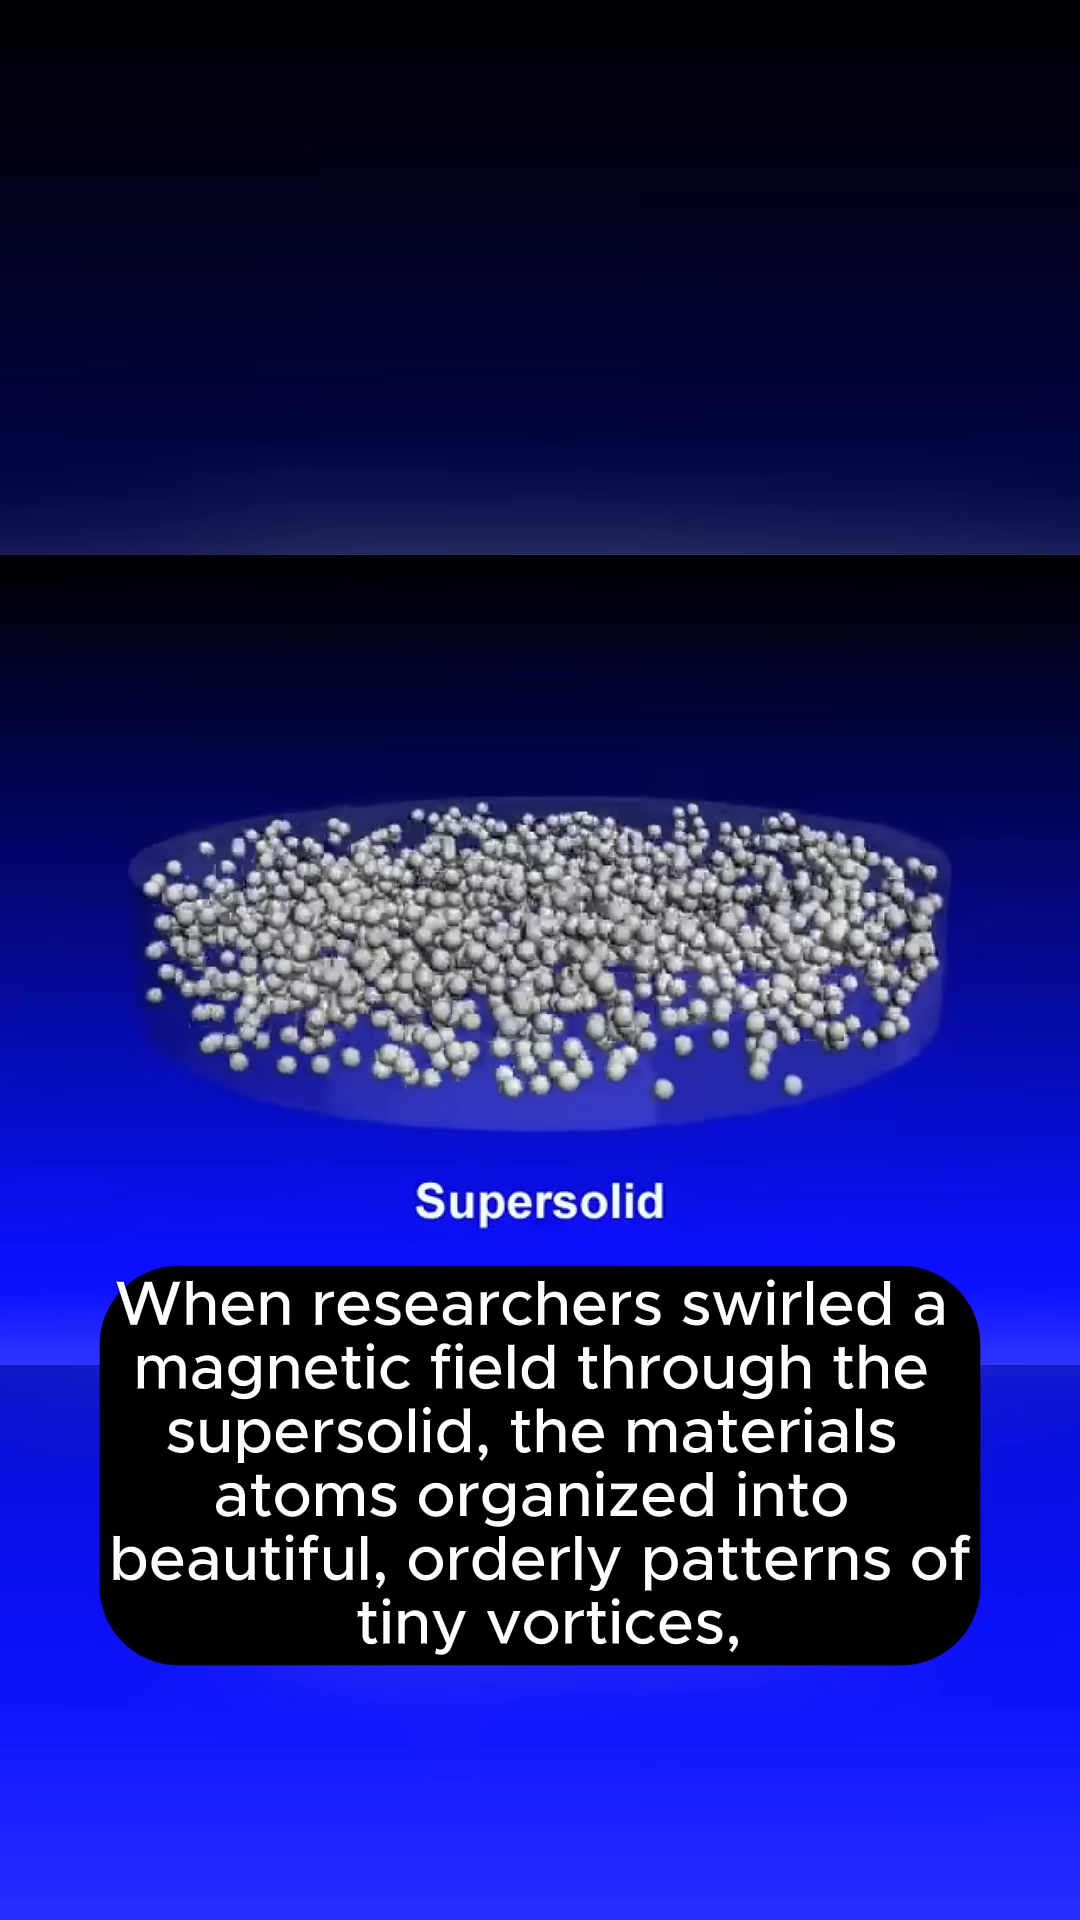 Supersolid
When researchers swirled a
magnetic field through the
supersolid, the materials
atoms organized into
beautiful, orderly patterns of
tiny vortices,